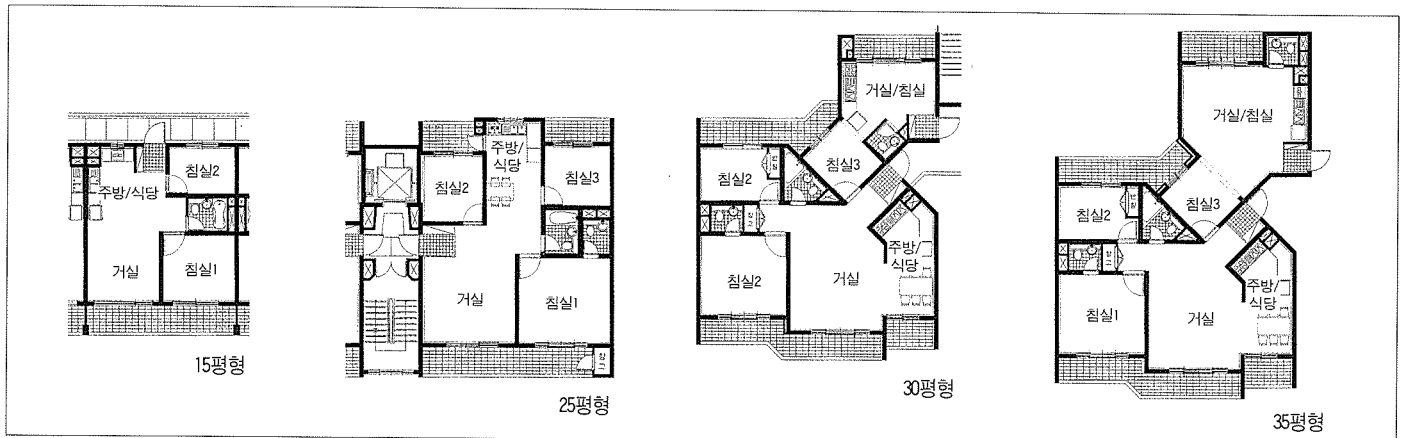 주방/식당
침실2
거실
침실1
15평형
주방/
식당
침실2
침실3
거실
침실1
25평형
거실/침실
침실3
침실2
침실2
거실
주방/
식당
30평형
거실/침실
침실3
침실2
침실1
거실
주방/
식당
35평형